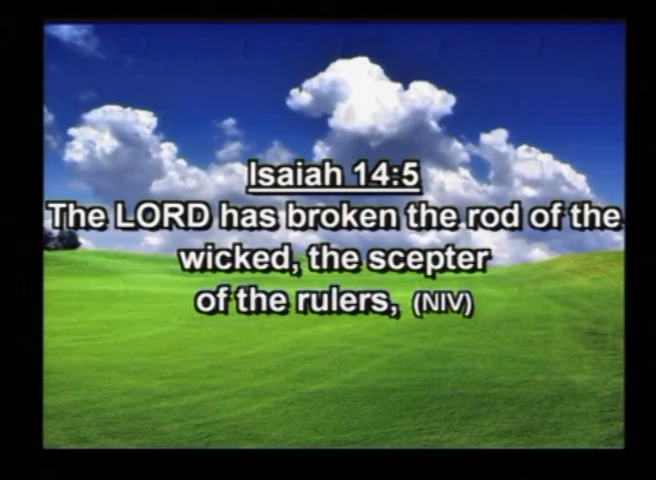 Isaiah 14:5
The LORD has broken the rod of the
wicked, the scepter
of the rulers, (NIV)